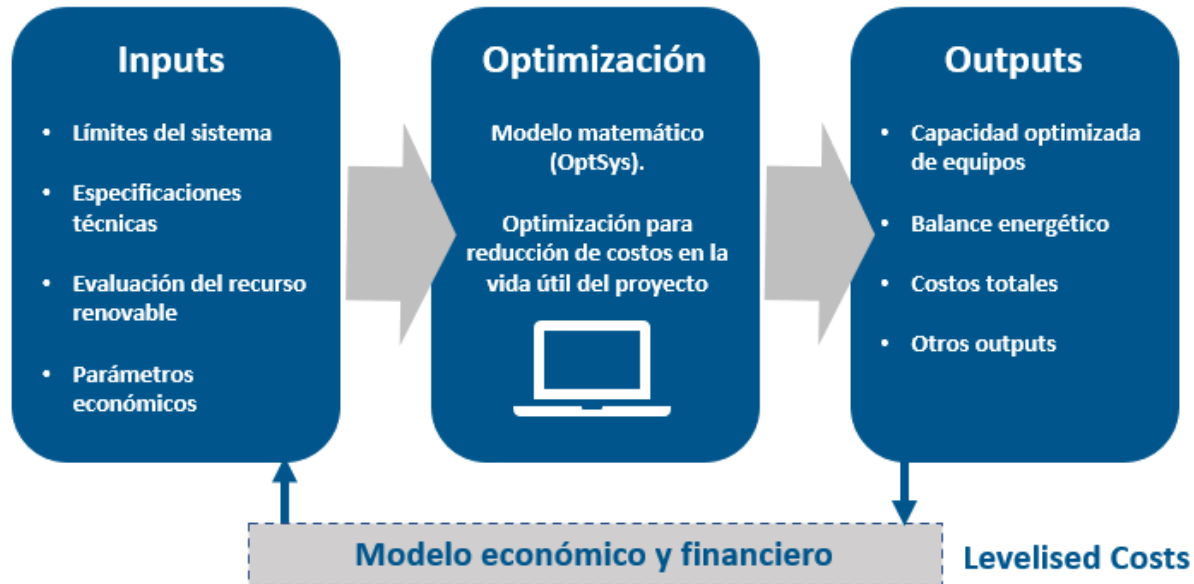 Inputs
• Límites del sistema
• Especificaciones
técnicas
• Evaluación del recurso
renovable
• Parámetros
económicos
Optimización
Modelo matemático
(OptSys).
Optimización para
reducción de costos en la
vida útil del proyecto
Outputs
• Capacidad optimizada
de equipos
• Balance energético
• Costos totales
• Otros outputs
Modelo económico y financiero
Levelised Costs